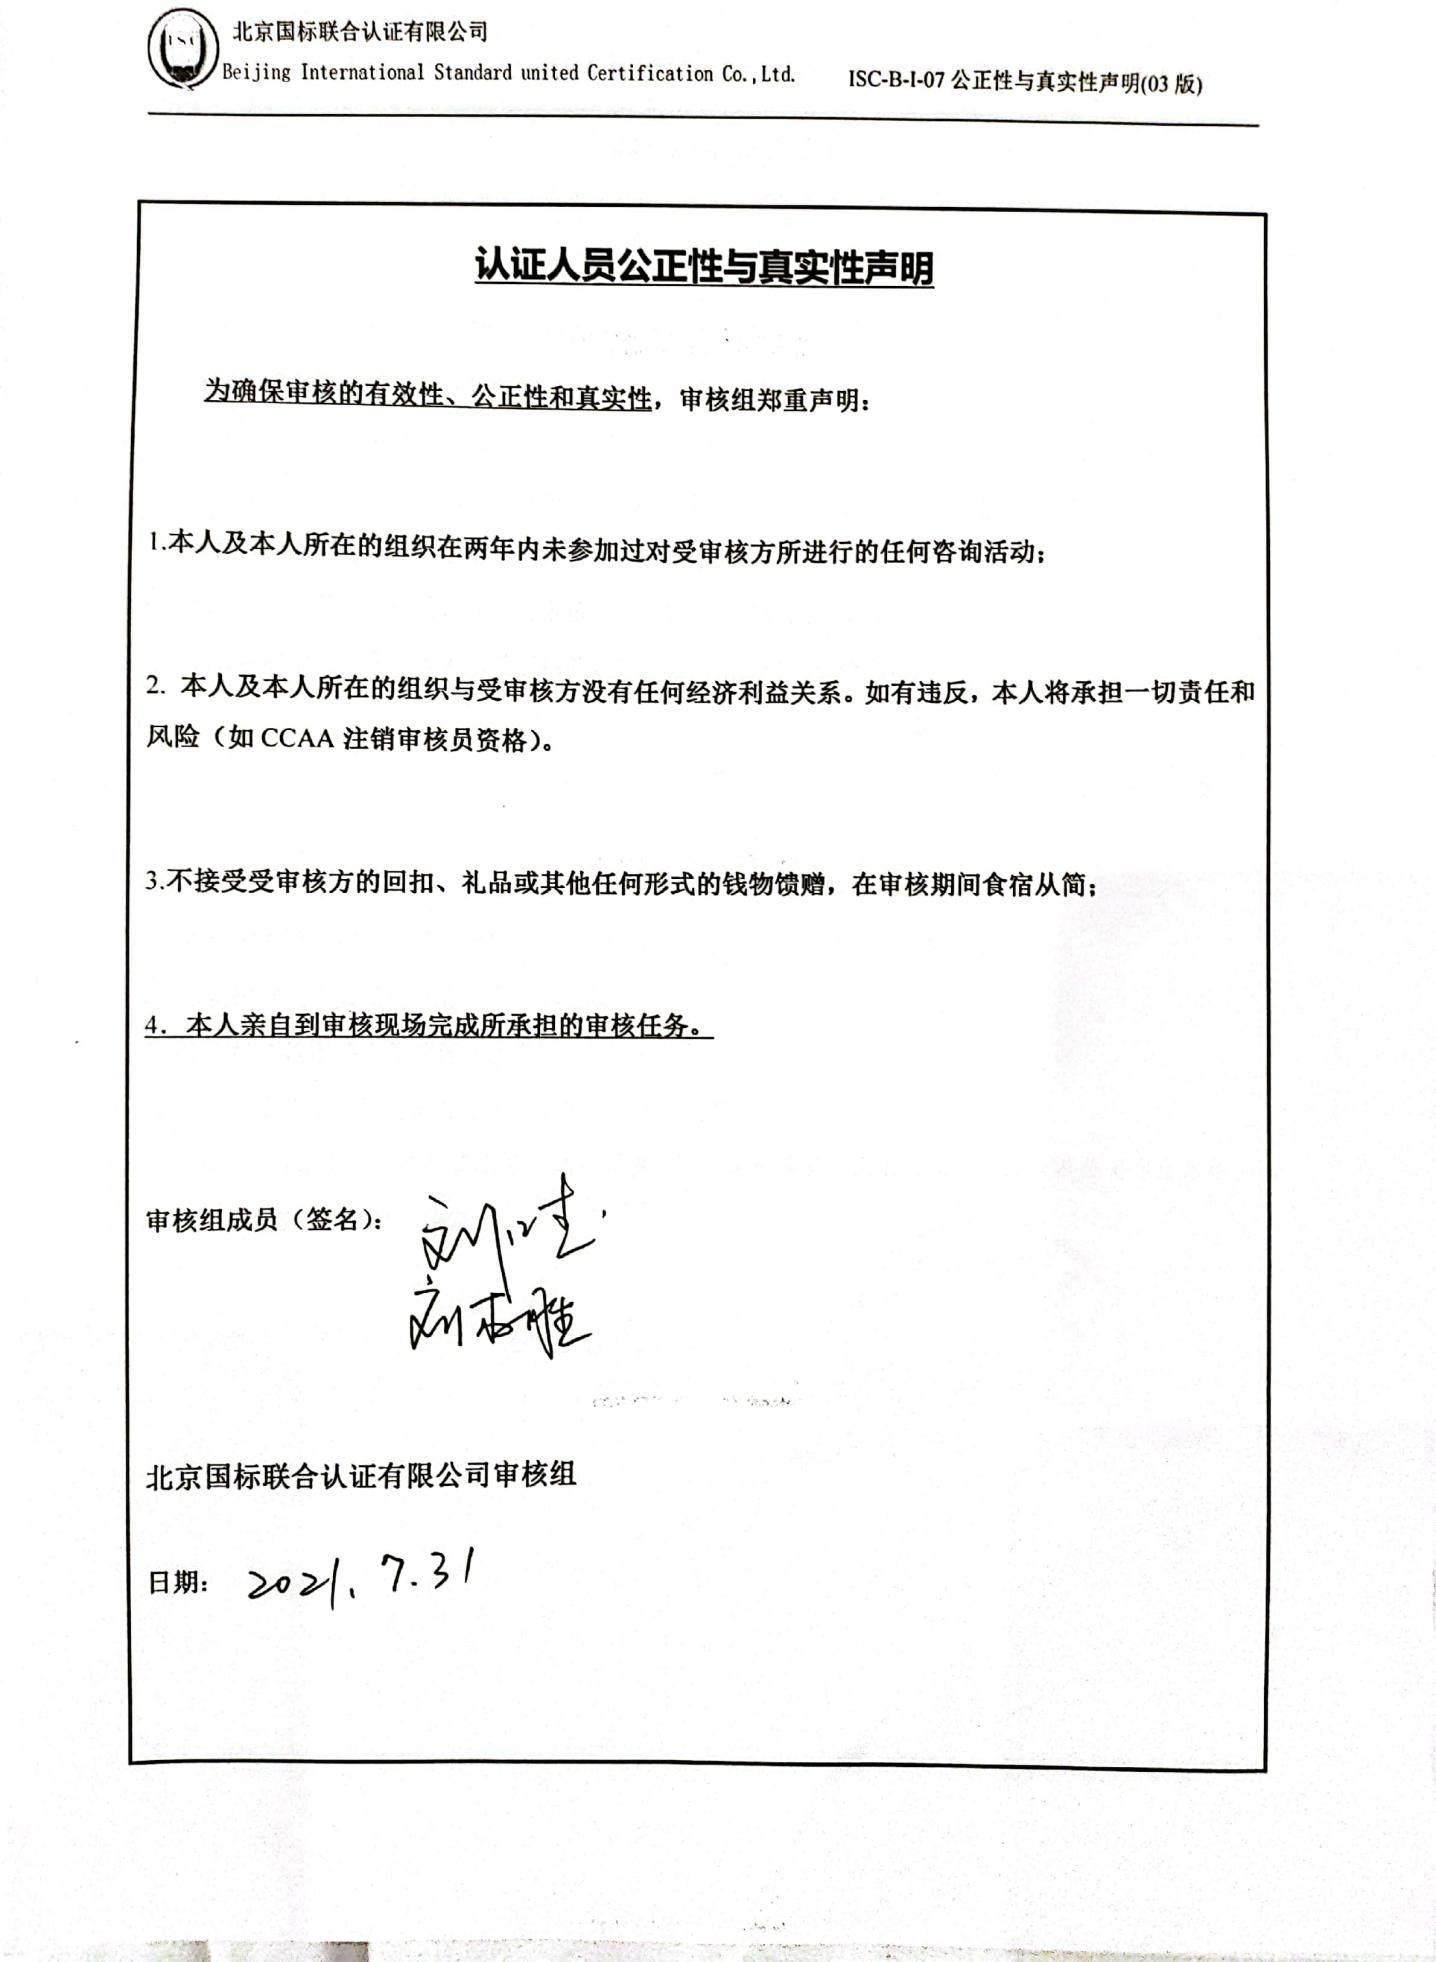 ISC
北京国标联合认证有限公司
Beijing International Standard united Certification Co.,Ltd.
ISC-B-I-07 公正性与真实性声明(03 版)
认证人员公正性与真实性声明
为确保审核的有效性、公正性和真实性，审核组郑重声明：
1.本人及本人所在的组织在两年内未参加过对受审核方所进行的任何咨询活动；
2. 本人及本人所在的组织与受审核方没有任何经济利益关系。如有违反，本人将承担一切责任和
风险（如 CCAA 注销审核员资格）。
3.不接受受审核方的回扣、礼品或其他任何形式的钱物馈赠，在审核期间食宿从简；
4. 本人亲自到审核现场完成所承担的审核任务。
审核组成员（签名）：
刘
刘 胜
北京国标联合认证有限公司审核组
日期： 2021.7.31